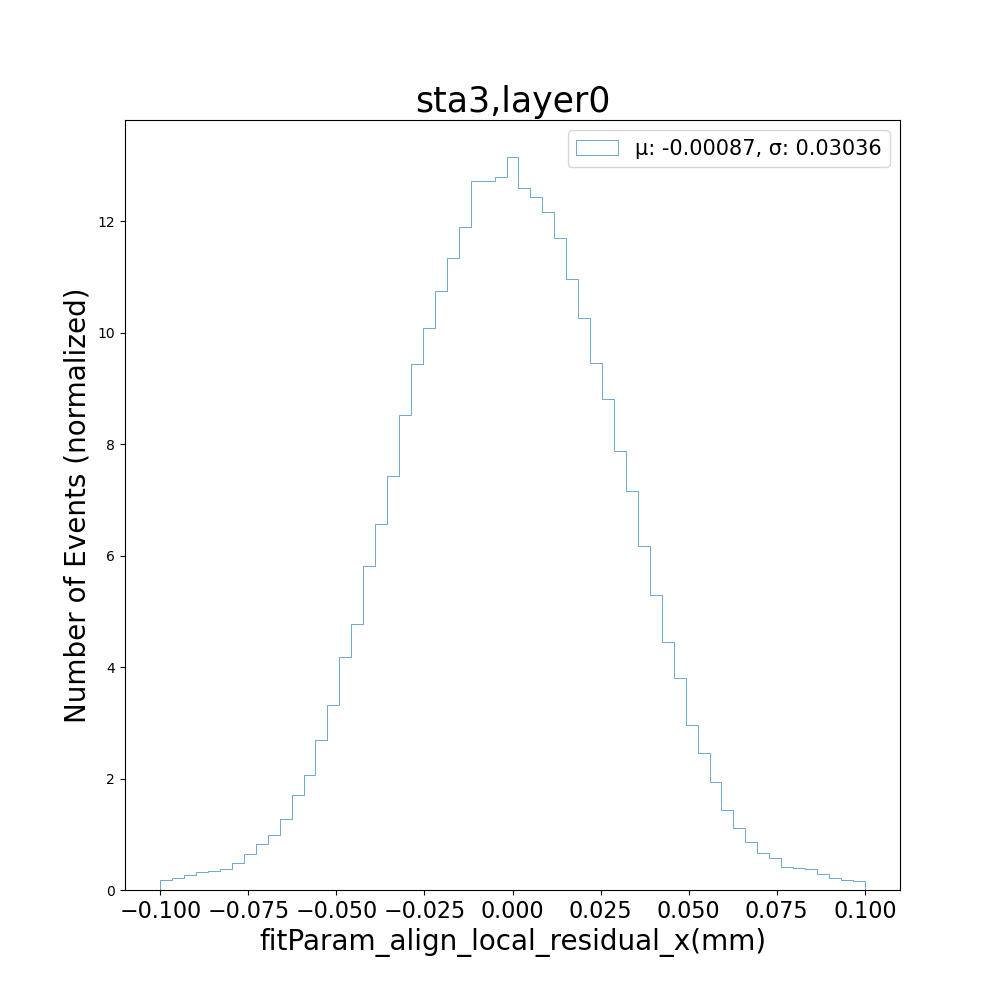 sta3,layer0
μ: -0.00087, σ: 0.03036
Number of Events (normalized)
12
10
8
6
4
2
0
−0.100 −0.075 −0.050 −0.025 0.000 0.025 0.050 0.075 0.100
fitParam_align_local_residual_x(mm)